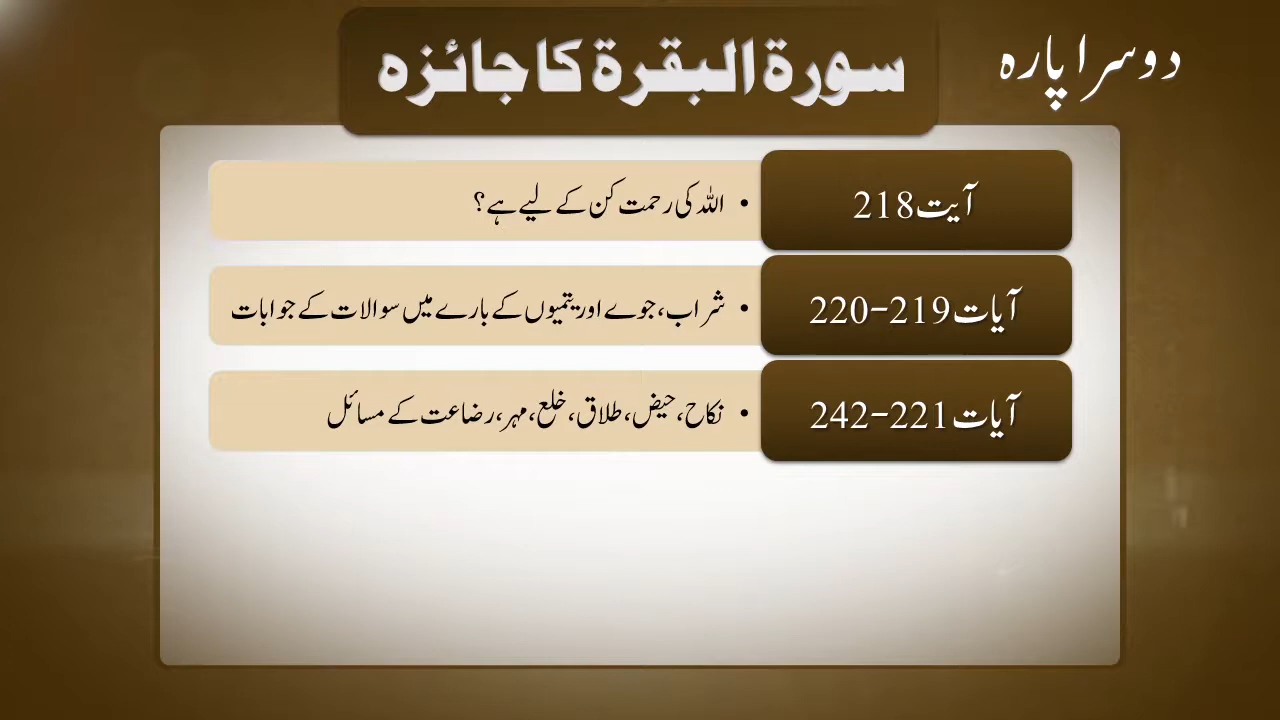 دوسرا پارہ
سورۃ البقرۃ کا جائزہ
آیت 218
• اللہ کی رحمت کن کے لیے ہے؟
آیات 219-220
• شراب، جوے اور یتیموں کے بارے میں سوالات کے جوابات
آیات 221-242
• نکاح، حیض، طلاق، خلع، مہر، رضاعت کے مسائل